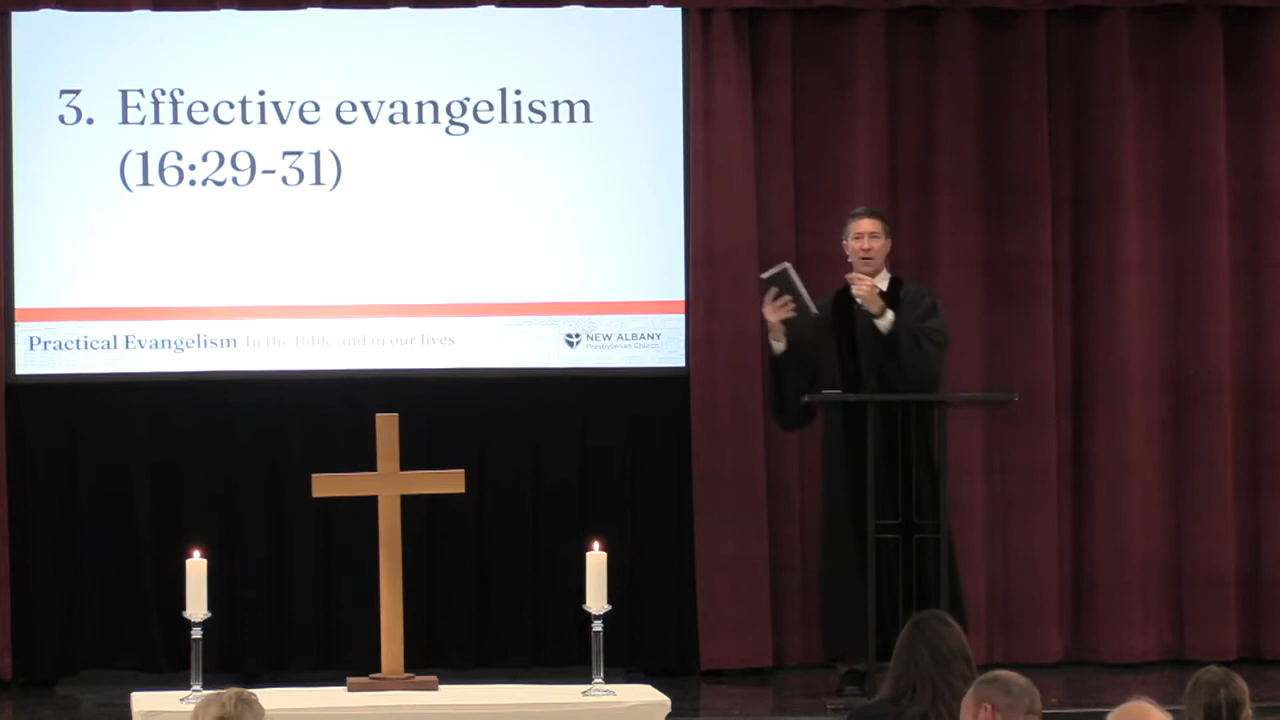 3. Effective evangelism
(16:29-31)
Practical Evangelism In the Bible and in our lives
NEW ALBANY
Presbyterian Church